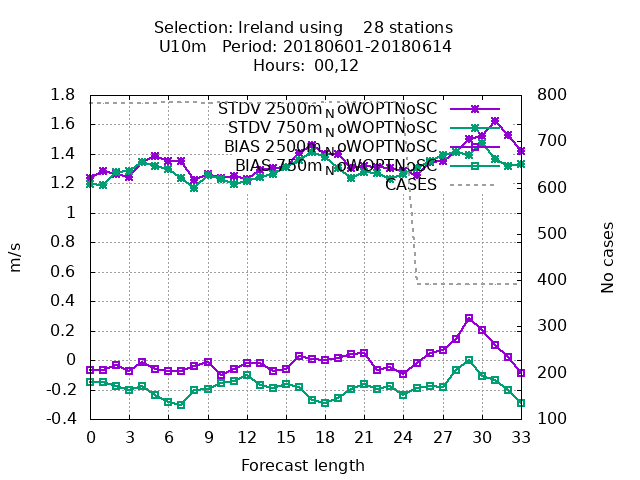 Selection: Ireland using    28 stations
U10m   Period: 20180601-20180614
Hours:  00,12
1.8
1.6
1.4
1.2
1
0.8
0.6
0.4
0.2
0
-0.2
-0.4
m/s
STDV 2500m_NoWOPTNoSC
STDV 750m_NoWOPTNoSC
BIAS 2500m_NoWOPTNoSC
BIAS 750m_NoWOPTNoSC
CASES
800
700
600
500
400
300
200
100
No cases
0 3 6 9 12 15 18 21 24 27 30 33
Forecast length